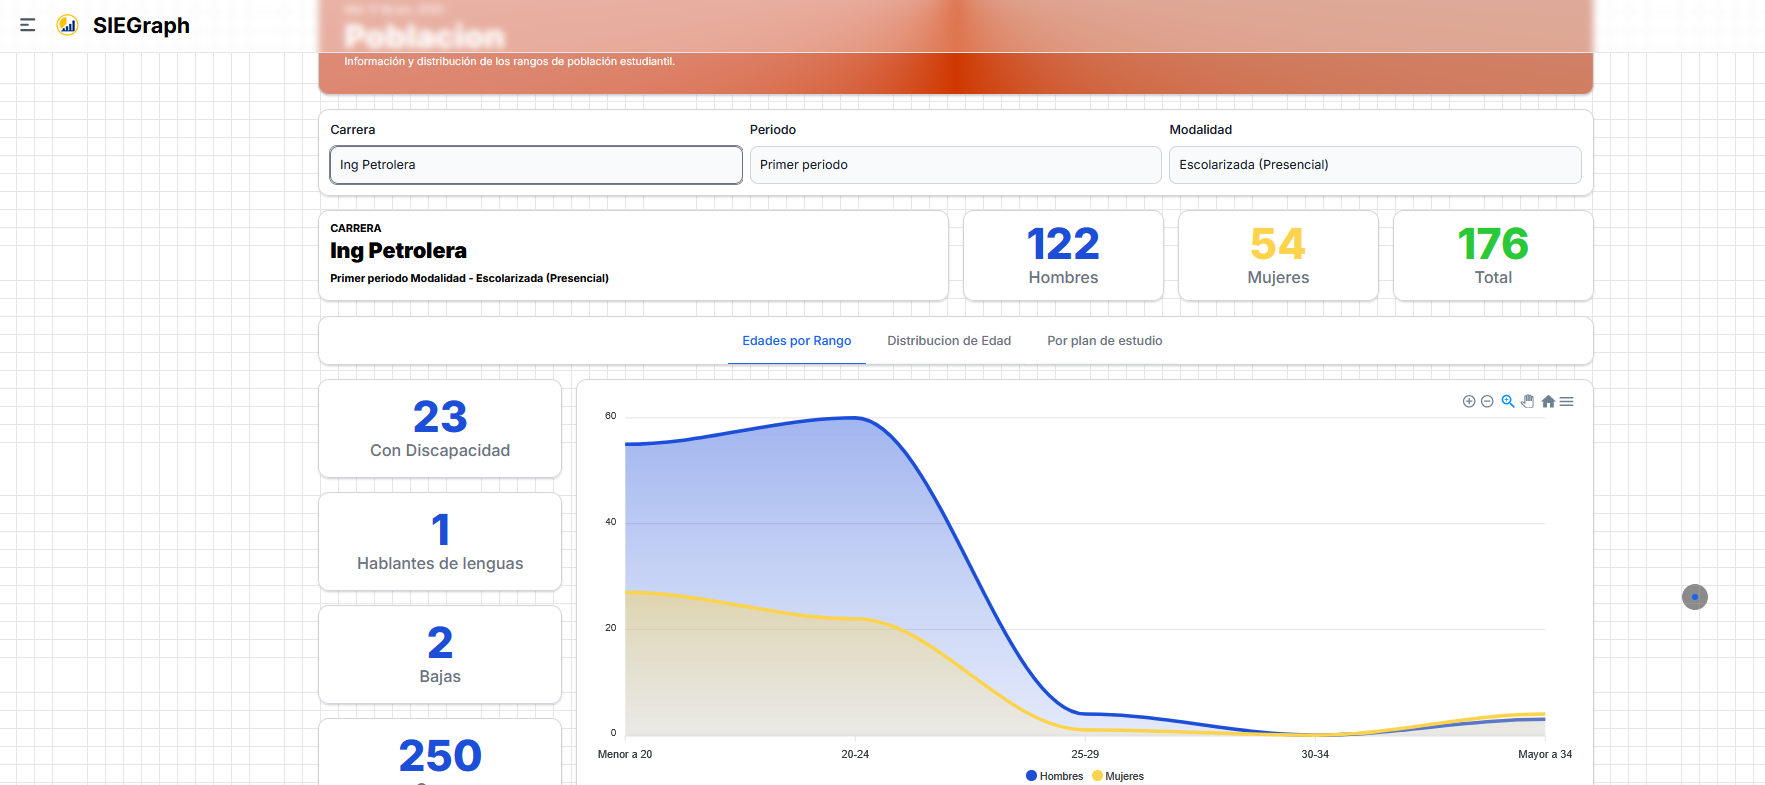 SIEGraph
Poblacion
Información y distribución de los rangos de población estudiantil.
Carrera
Periodo
Modalidad
Ing Petrolera
Primer periodo
Escolarizada (Presencial)
CARRERA
Ing Petrolera
Primer periodo Modalidad - Escolarizada (Presencial)
122
Hombres
54
Mujeres
176
Total
Edades por Rango
Distribucion de Edad
Por plan de estudio
23
Con Discapacidad
1
Hablantes de lenguas
2
Bajas
250
60
40
20
0
Menor a 20
20-24
25-29
30-34
Mayor a 34
Hombres
Mujeres